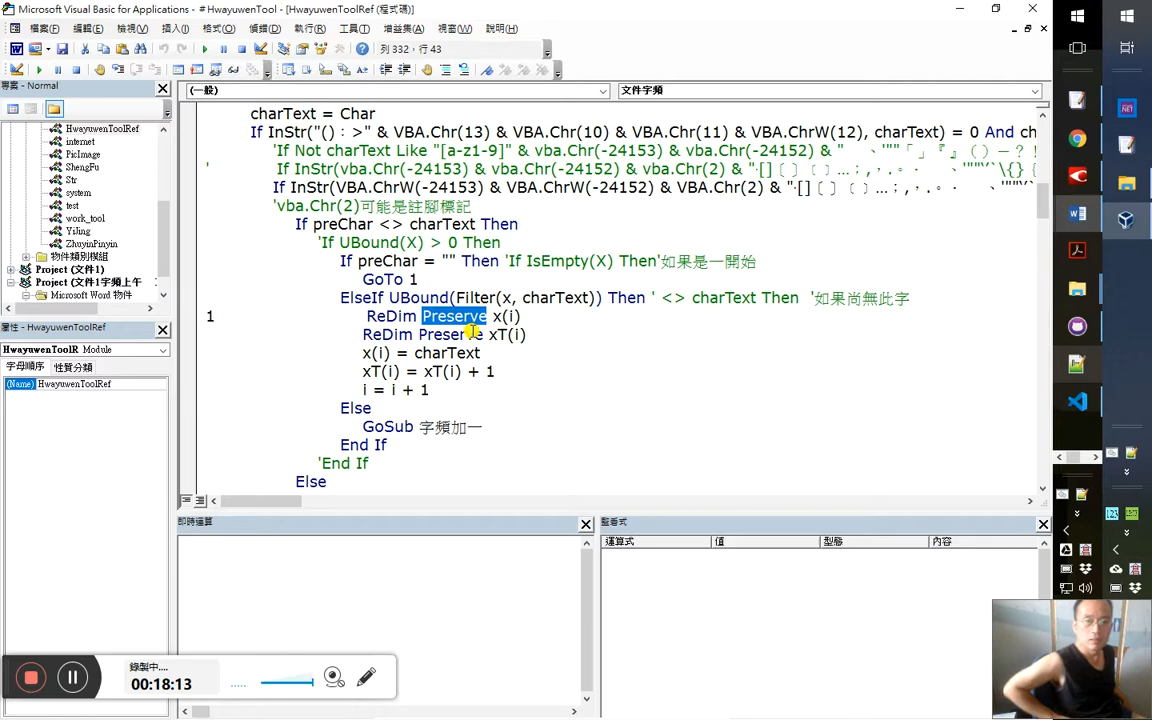 Microsoft Visual Basic for Applications - #HwayuwenTool - [HwayuwenToolRef (程式碼)]
檔案(F) 編輯(E) 檢視(V) 插入(I) 格式(O) 偵錯(D) 執行(R) 工具(T) 增益集(A) 視窗(W) 說明(H)
列 332，行 43
專案 - Normal
HwayuwenToolRef
internet
PicImage
ShengFu
Str
system
test
work_tool
YiJing
ZhuyinPinyin
物件類別模組
Project (文件1)
Project (文件1字頻上午
Microsoft Word 物件
屬性 - HwayuwenToolRef
HwayuwenToolR Module
字母順序 性質分類
(Name) HwayuwenToolRef
(一般) 文件字頻
charText = Char
If InStr("()：>" & VBA.Chr(13) & VBA.Chr(10) & VBA.Chr(11) & VBA.ChrW(12), charText) = 0 And ch
'If Not charText Like "[a-z1-9]" & vba.Chr(-24153) & vba.Chr(-24152) & "
' If InStr(vba.ChrW(-24153) & vba.ChrW(-24152) & vba.Chr(2) &
If InStr(VBA.ChrW(-24153) & VBA.ChrW(-24152) & VBA.Chr(2) &
'vba.Chr(2)可能是註腳標記
If preChar <> charText Then
'If UBound(X) > 0 Then
If preChar = "" Then 'If IsEmpty(X) Then'如果是一開始
GoTo 1
ElseIf UBound(Filter(x, charText)) Then ' <> charText Then '如果尚無此字
1 ReDim Preserve x(i)
ReDim Preserve xT(i)
x(i) = charText
xT(i) = xT(i) + 1
i = i + 1
Else
GoSub 字頻加一
End If
'End If
Else
即時運算
監看式
運算式 值 型態 內容
錄製中....
00:18:13